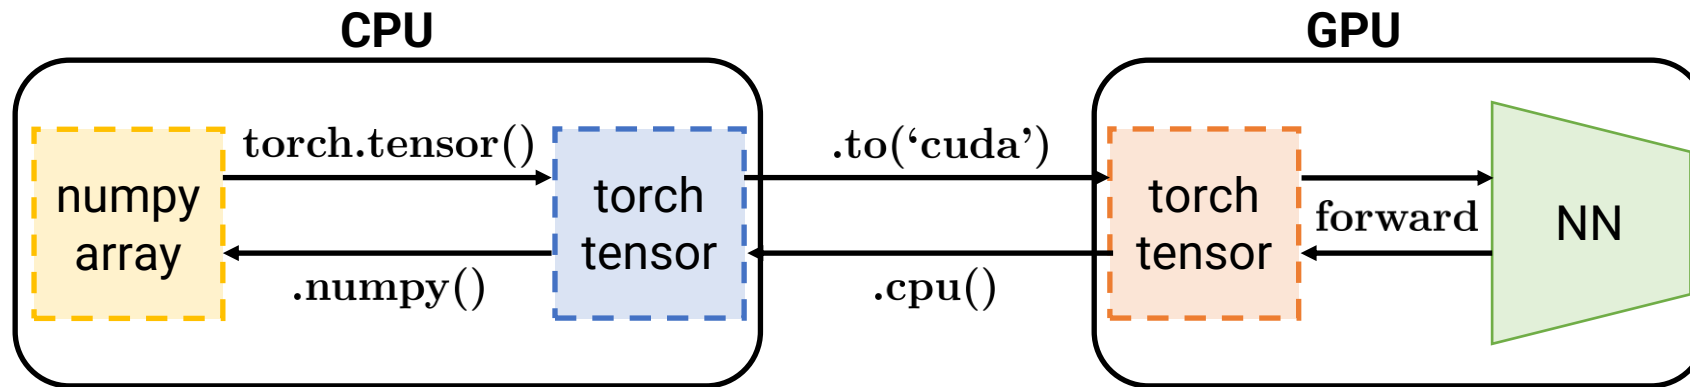 CPU
GPU
numpy
array
torch.tensor()
.numpy()
torch
tensor
.to(‘cuda’)
.cpu()
torch
tensor
forward
NN